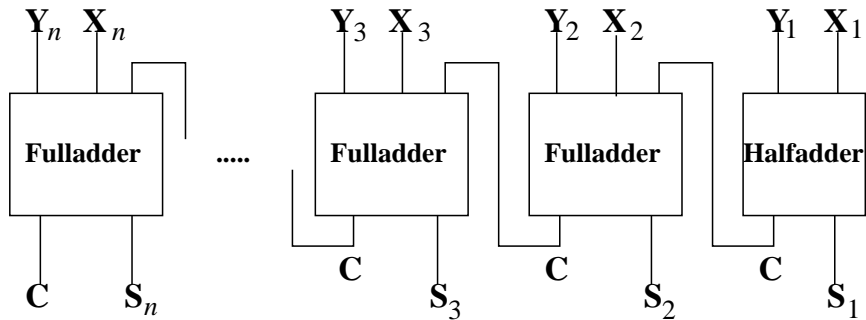 Yn Xn Y3 X3 Y2 X2 Y1 X1
Fulladder ..... Fulladder Fulladder Halfadder
C C C
C Sn S3 S2 S1